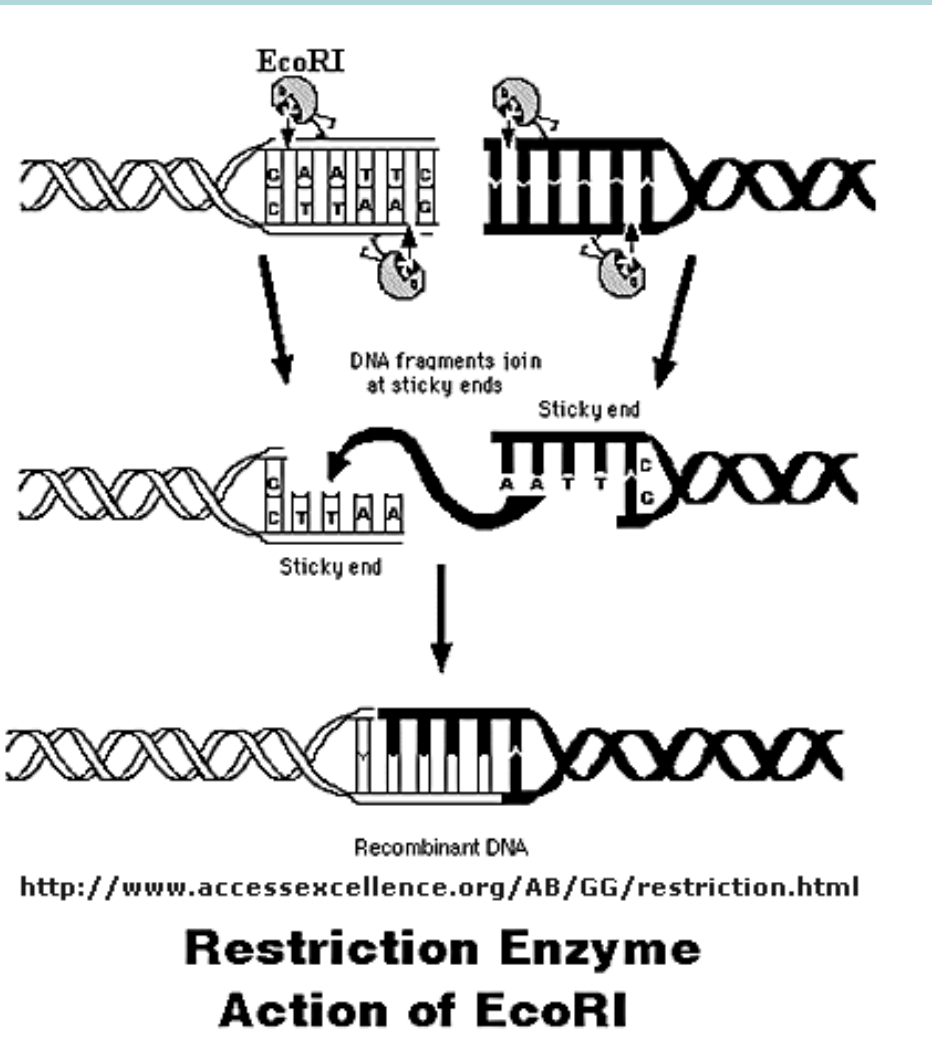 EcoRI
G A A T T C
C T T A A G
DNA fragments join
at sticky ends
Sticky end
A A T T C
G
G
C T T A A
Sticky end
Recombinant DNA
http://www.accessexcellence.org/AB/GG/restriction.html
Restriction Enzyme
Action of EcoRI